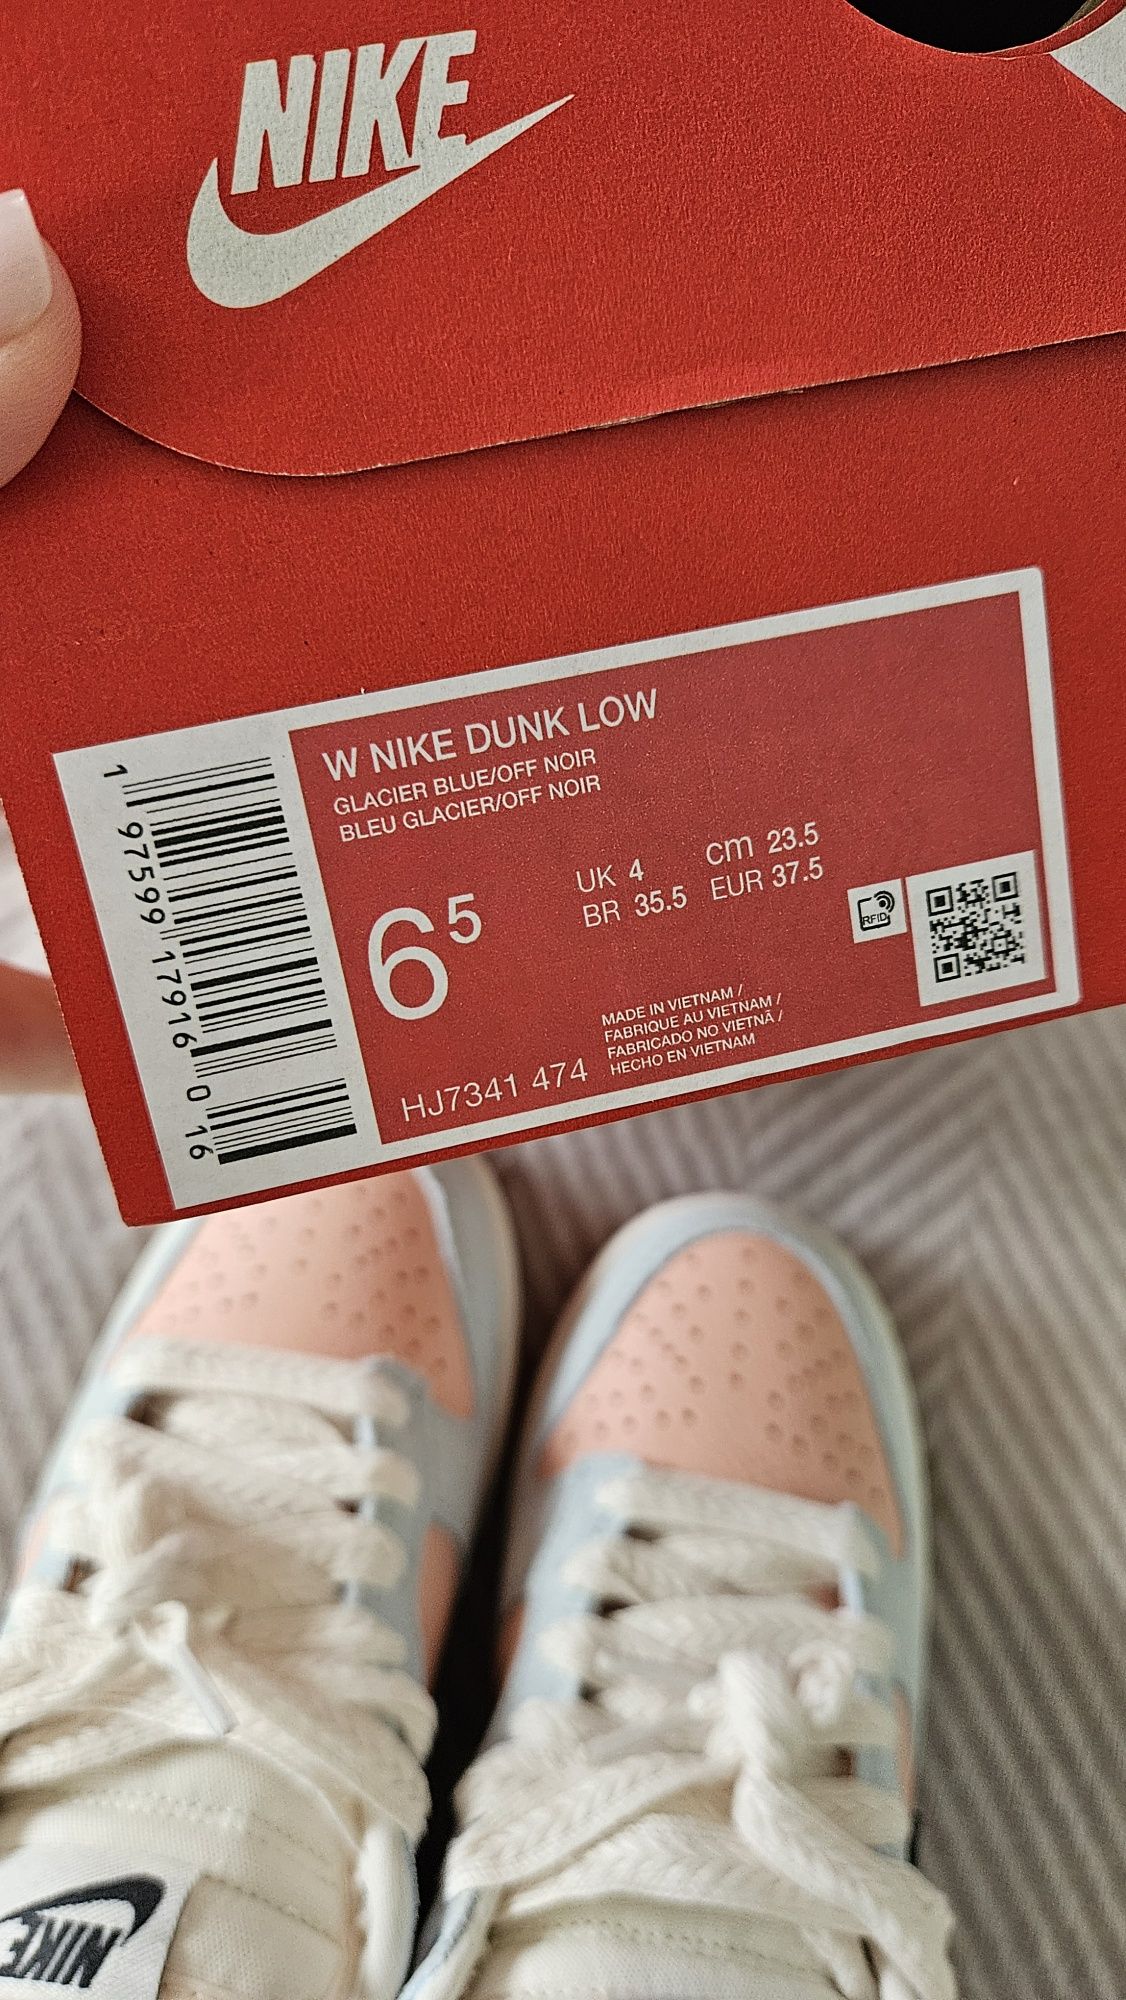 NIKE
W NIKE DUNK LOW
GLACIER BLUE/OFF NOIR
BLEU GLACIER/OFF NOIR
6⁵
UK 4 cm 23.5
BR 35.5 EUR 37.5
RFID
MADE IN VIETNAM /
FABRIQUE AU VIETNAM /
FABRICADO NO VIETNÃ /
HECHO EN VIETNAM
HJ7341 474
1 97599 17916 0 16
NIKE